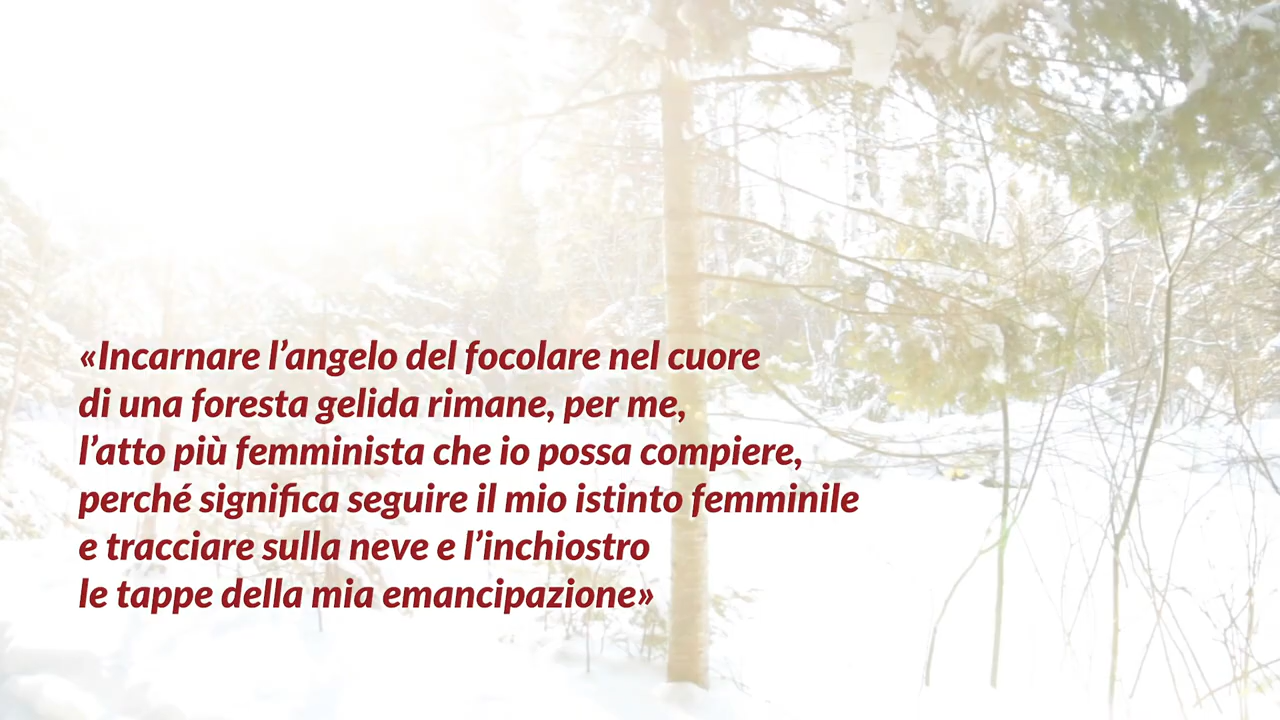 «Incarnare l’angelo del focolare nel cuore
di una foresta gelida rimane, per me,
l’atto più femminista che io possa compiere,
perché significa seguire il mio istinto femminile
e tracciare sulla neve e l’inchiostro
le tappe della mia emancipazione»